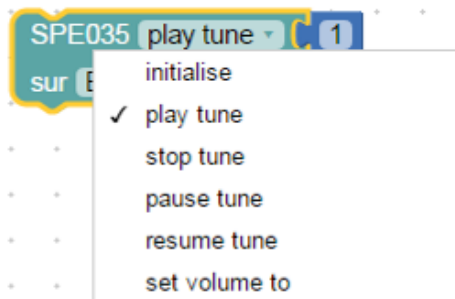 SPE035 play tune 1
initialise
sur
✓ play tune
stop tune
pause tune
resume tune
set volume to